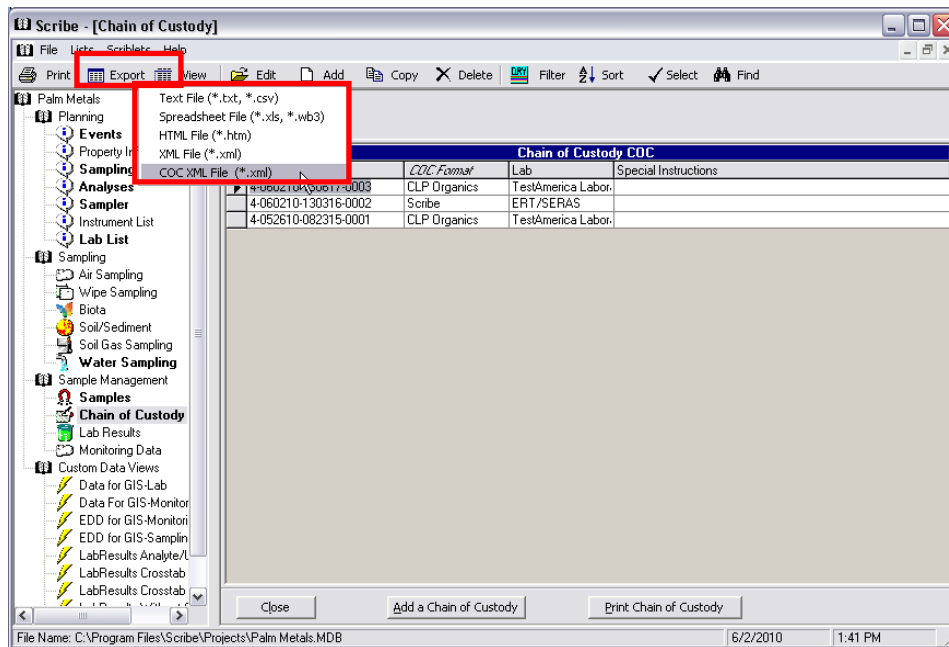 Scribe - [Chain of Custody]
File Lists Scriblets Help
Print Export View Edit Add Copy Delete Filter Sort Select Find
Text File (*.txt, *.csv)
Spreadsheet File (*.xls, *.wb3)
HTML File (*.htm)
XML File (*.xml)
COC XML File (*.xml)
Palm Metals
Planning
Events
Property In
Sampling
Analyses
Sampler
Instrument List
Lab List
Sampling
Air Sampling
Wipe Sampling
Biota
Soil/Sediment
Soil Gas Sampling
Water Sampling
Sample Management
Samples
Chain of Custody
Lab Results
Monitoring Data
Custom Data Views
Data for GIS-Lab
Data For GIS-Monitor
EDD for GIS-Monitori
EDD for GIS-Samplin
LabResults Analyte/L
LabResults Crosstab
LabResults Crosstab
Chain of Custody COC
COC Format Lab Special Instructions
0003 CLP Organics TestAmerica Labor
4-060210-130316-0002 Scribe ERT/SERAS
4-052610-082315-0001 CLP Organics TestAmerica Labor
Close Add a Chain of Custody Print Chain of Custody
File Name: C:\Program Files\Scribe\Projects\Palm Metals.MDB 6/2/2010 1:41 PM